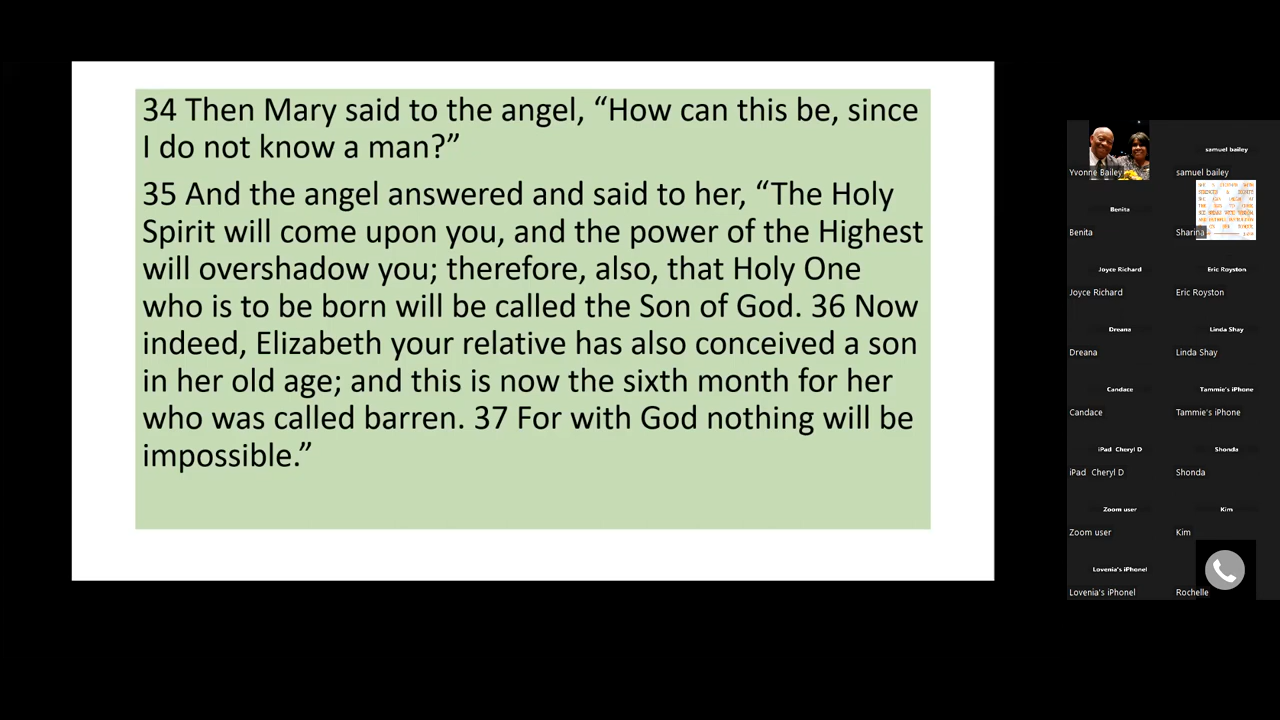 34 Then Mary said to the angel, “How can this be, since
I do not know a man?”
35 And the angel answered and said to her, “The Holy
Spirit will come upon you, and the power of the Highest
will overshadow you; therefore, also, that Holy One
who is to be born will be called the Son of God. 36 Now
indeed, Elizabeth your relative has also conceived a son
in her old age; and this is now the sixth month for her
who was called barren. 37 For with God nothing will be
impossible.”
Yvonne Bailey
samuel bailey
samuel bailey
Benita
Benita
Sharina
Joyce Richard
Joyce Richard
Eric Royston
Eric Royston
Dreana
Dreana
Linda Shay
Linda Shay
Candace
Candace
Tammie's iPhone
Tammie's iPhone
iPad Cheryl D
iPad Cheryl D
Shonda
Shonda
Zoom user
Zoom user
Kim
Kim
Lovenia's iPhonel
Lovenia's iPhonel
Rochelle